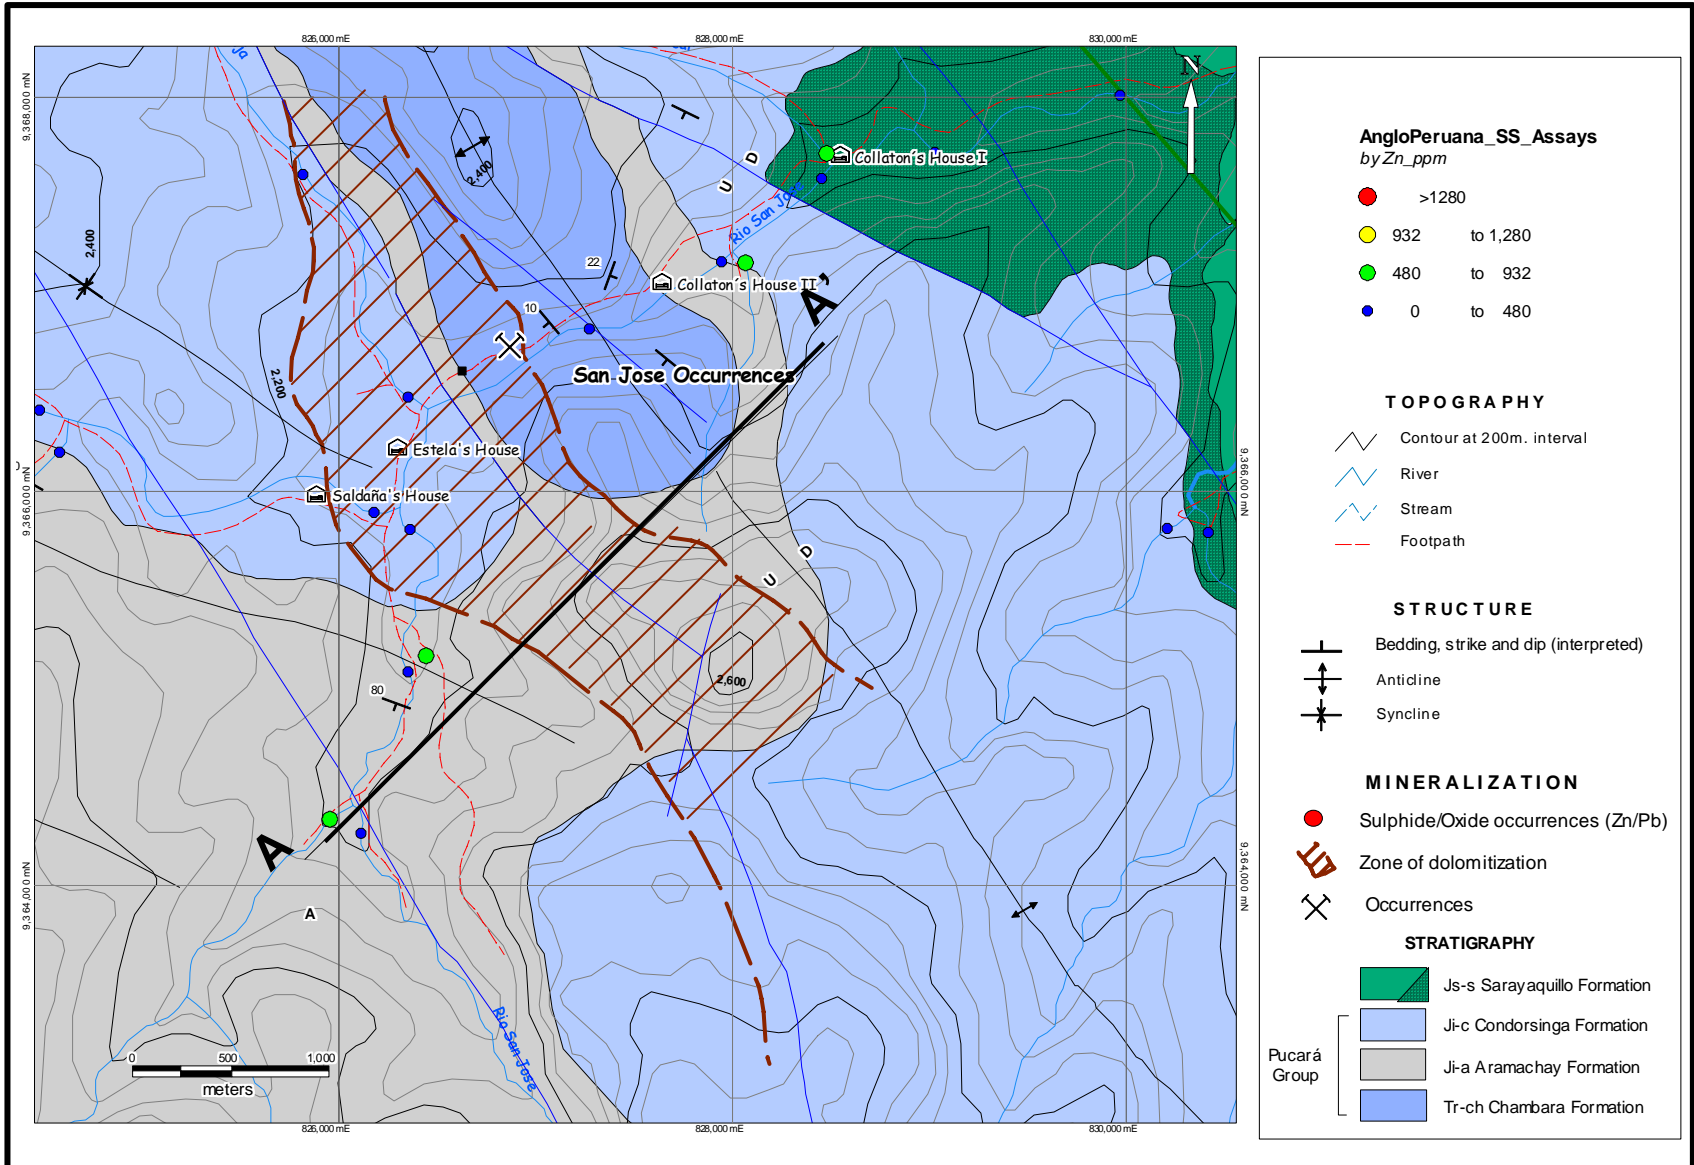 826,000 mE
828,000 mE
830,000 mE
ja
N
9,368,000 mN
2,400
D
U
Collaton´s House I
Rio San Jose
2,400
22
Collaton´s House II
A'
10
San Jose Occurrences
2,200
Estela's House
Saldaña's House
9,366,000 mN
9,366,000 mN
D
U
2,600
80
A
A
9,364,000 mN
9,364,000 mN
Rio San Jose
0 500 1,000
meters
826,000 mE
828,000 mE
830,000 mE
AngloPeruana_SS_Assays
by Zn_ppm
>1280
932 to 1,280
480 to 932
0 to 480
TOPOGRAPHY
Contour at 200m. interval
River
Stream
Footpath
STRUCTURE
Bedding, strike and dip (interpreted)
Anticline
Syncline
MINERALIZATION
Sulphide/Oxide occurrences (Zn/Pb)
Zone of dolomitization
Occurrences
STRATIGRAPHY
Js-s Sarayaquillo Formation
Ji-c Condorsinga Formation
Pucará
Group
Ji-a Aramachay Formation
Tr-ch Chambara Formation